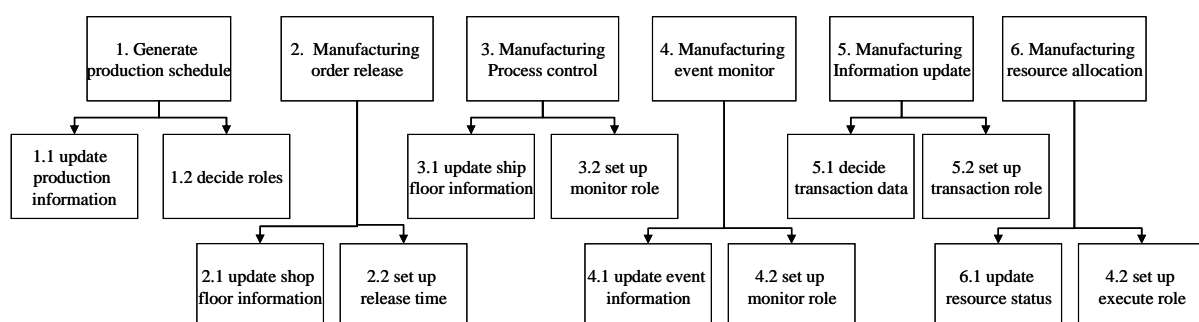 1. Generate
production schedule
2. Manufacturing
order release
3. Manufacturing
Process control
4. Manufacturing
event monitor
5. Manufacturing
Information update
6. Manufacturing
resource allocation
1.1 update
production
information
1.2 decide roles
3.1 update ship
floor information
3.2 set up
monitor role
5.1 decide
transaction data
5.2 set up
transaction role
2.1 update shop
floor information
2.2 set up
release time
4.1 update event
information
4.2 set up
monitor role
6.1 update
resource status
4.2 set up
execute role